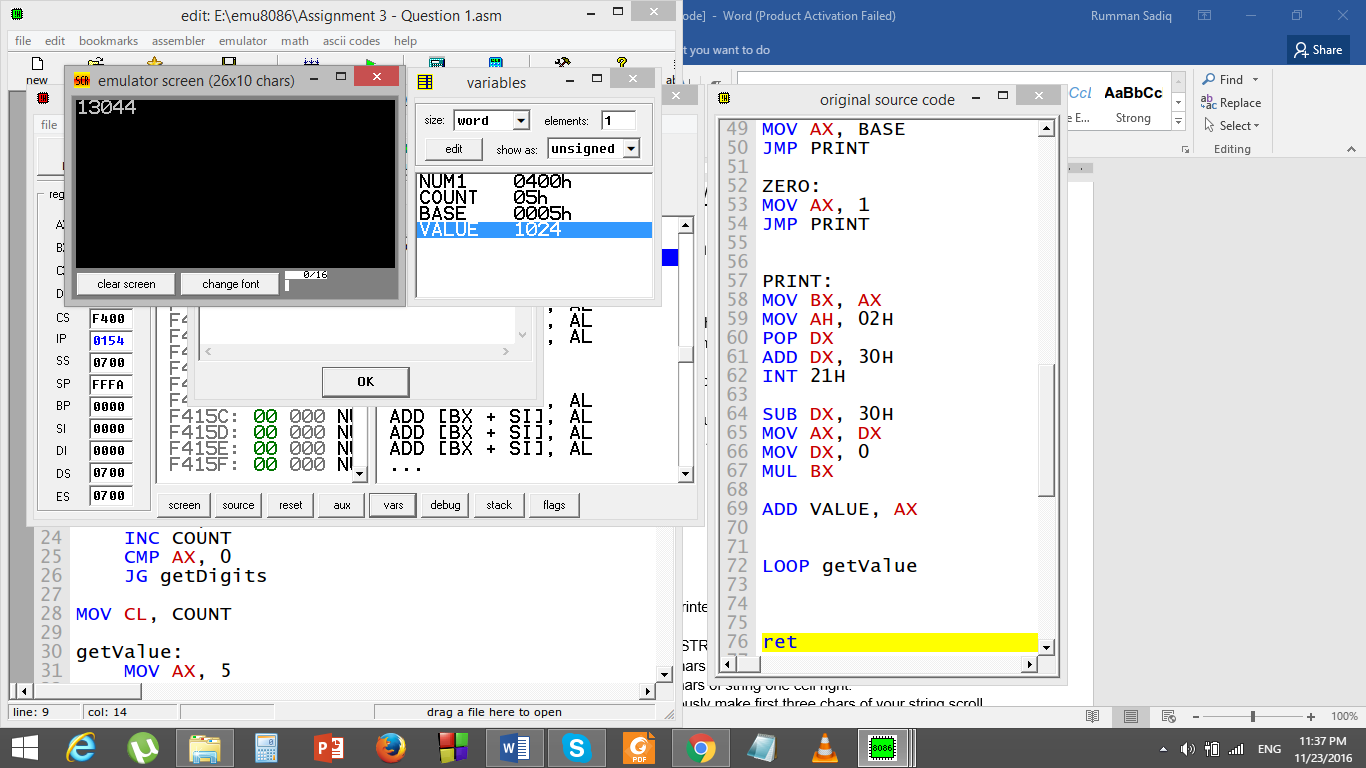 edit: E:\emu8086\Assignment 3 - Question 1.asm
ode] - Word (Product Activation Failed)
Rumman Sadiq
file edit bookmarks assembler emulator math ascii codes help
t you want to do
Share
new
emulator screen (26x10 chars)
13044
clear screen
change font
0/16
variables
size: word elements: 1
edit show as: unsigned
NUM1 0400h
COUNT 05h
BASE 0005h
VALUE 1024
file
original source code
49 MOV AX, BASE
50 JMP PRINT
51
52 ZERO:
53 MOV AX, 1
54 JMP PRINT
55
56
57 PRINT:
58 MOV BX, AX
59 MOV AH, 02H
60 POP DX
61 ADD DX, 30H
62 INT 21H
63
64 SUB DX, 30H
65 MOV AX, DX
66 MOV DX, 0
67 MUL BX
68
69 ADD VALUE, AX
70
71
72 LOOP getValue
73
74
75
76 ret
AaBbCc
Strong
Find
Replace
Select
Editing
CS F400
IP 0154
SS 0700
SP FFFA
BP 0000
SI 0000
DI 0000
DS 0700
ES 0700
OK
, AL
, AL
, AL
F415C: 00 000 NU
F415D: 00 000 NU
F415E: 00 000 NU
F415F: 00 000 NU
ADD [BX + SI], AL
ADD [BX + SI], AL
ADD [BX + SI], AL
...
screen source reset aux vars debug stack flags
24 INC COUNT
25 CMP AX, 0
26 JG getDigits
27
28 MOV CL, COUNT
29
30 getValue:
31 MOV AX, 5
line: 9
col: 14
drag a file here to open
ars of string one cell right.
usly make first three chars of your string scroll
100%
ENG
11:37 PM
11/23/2016